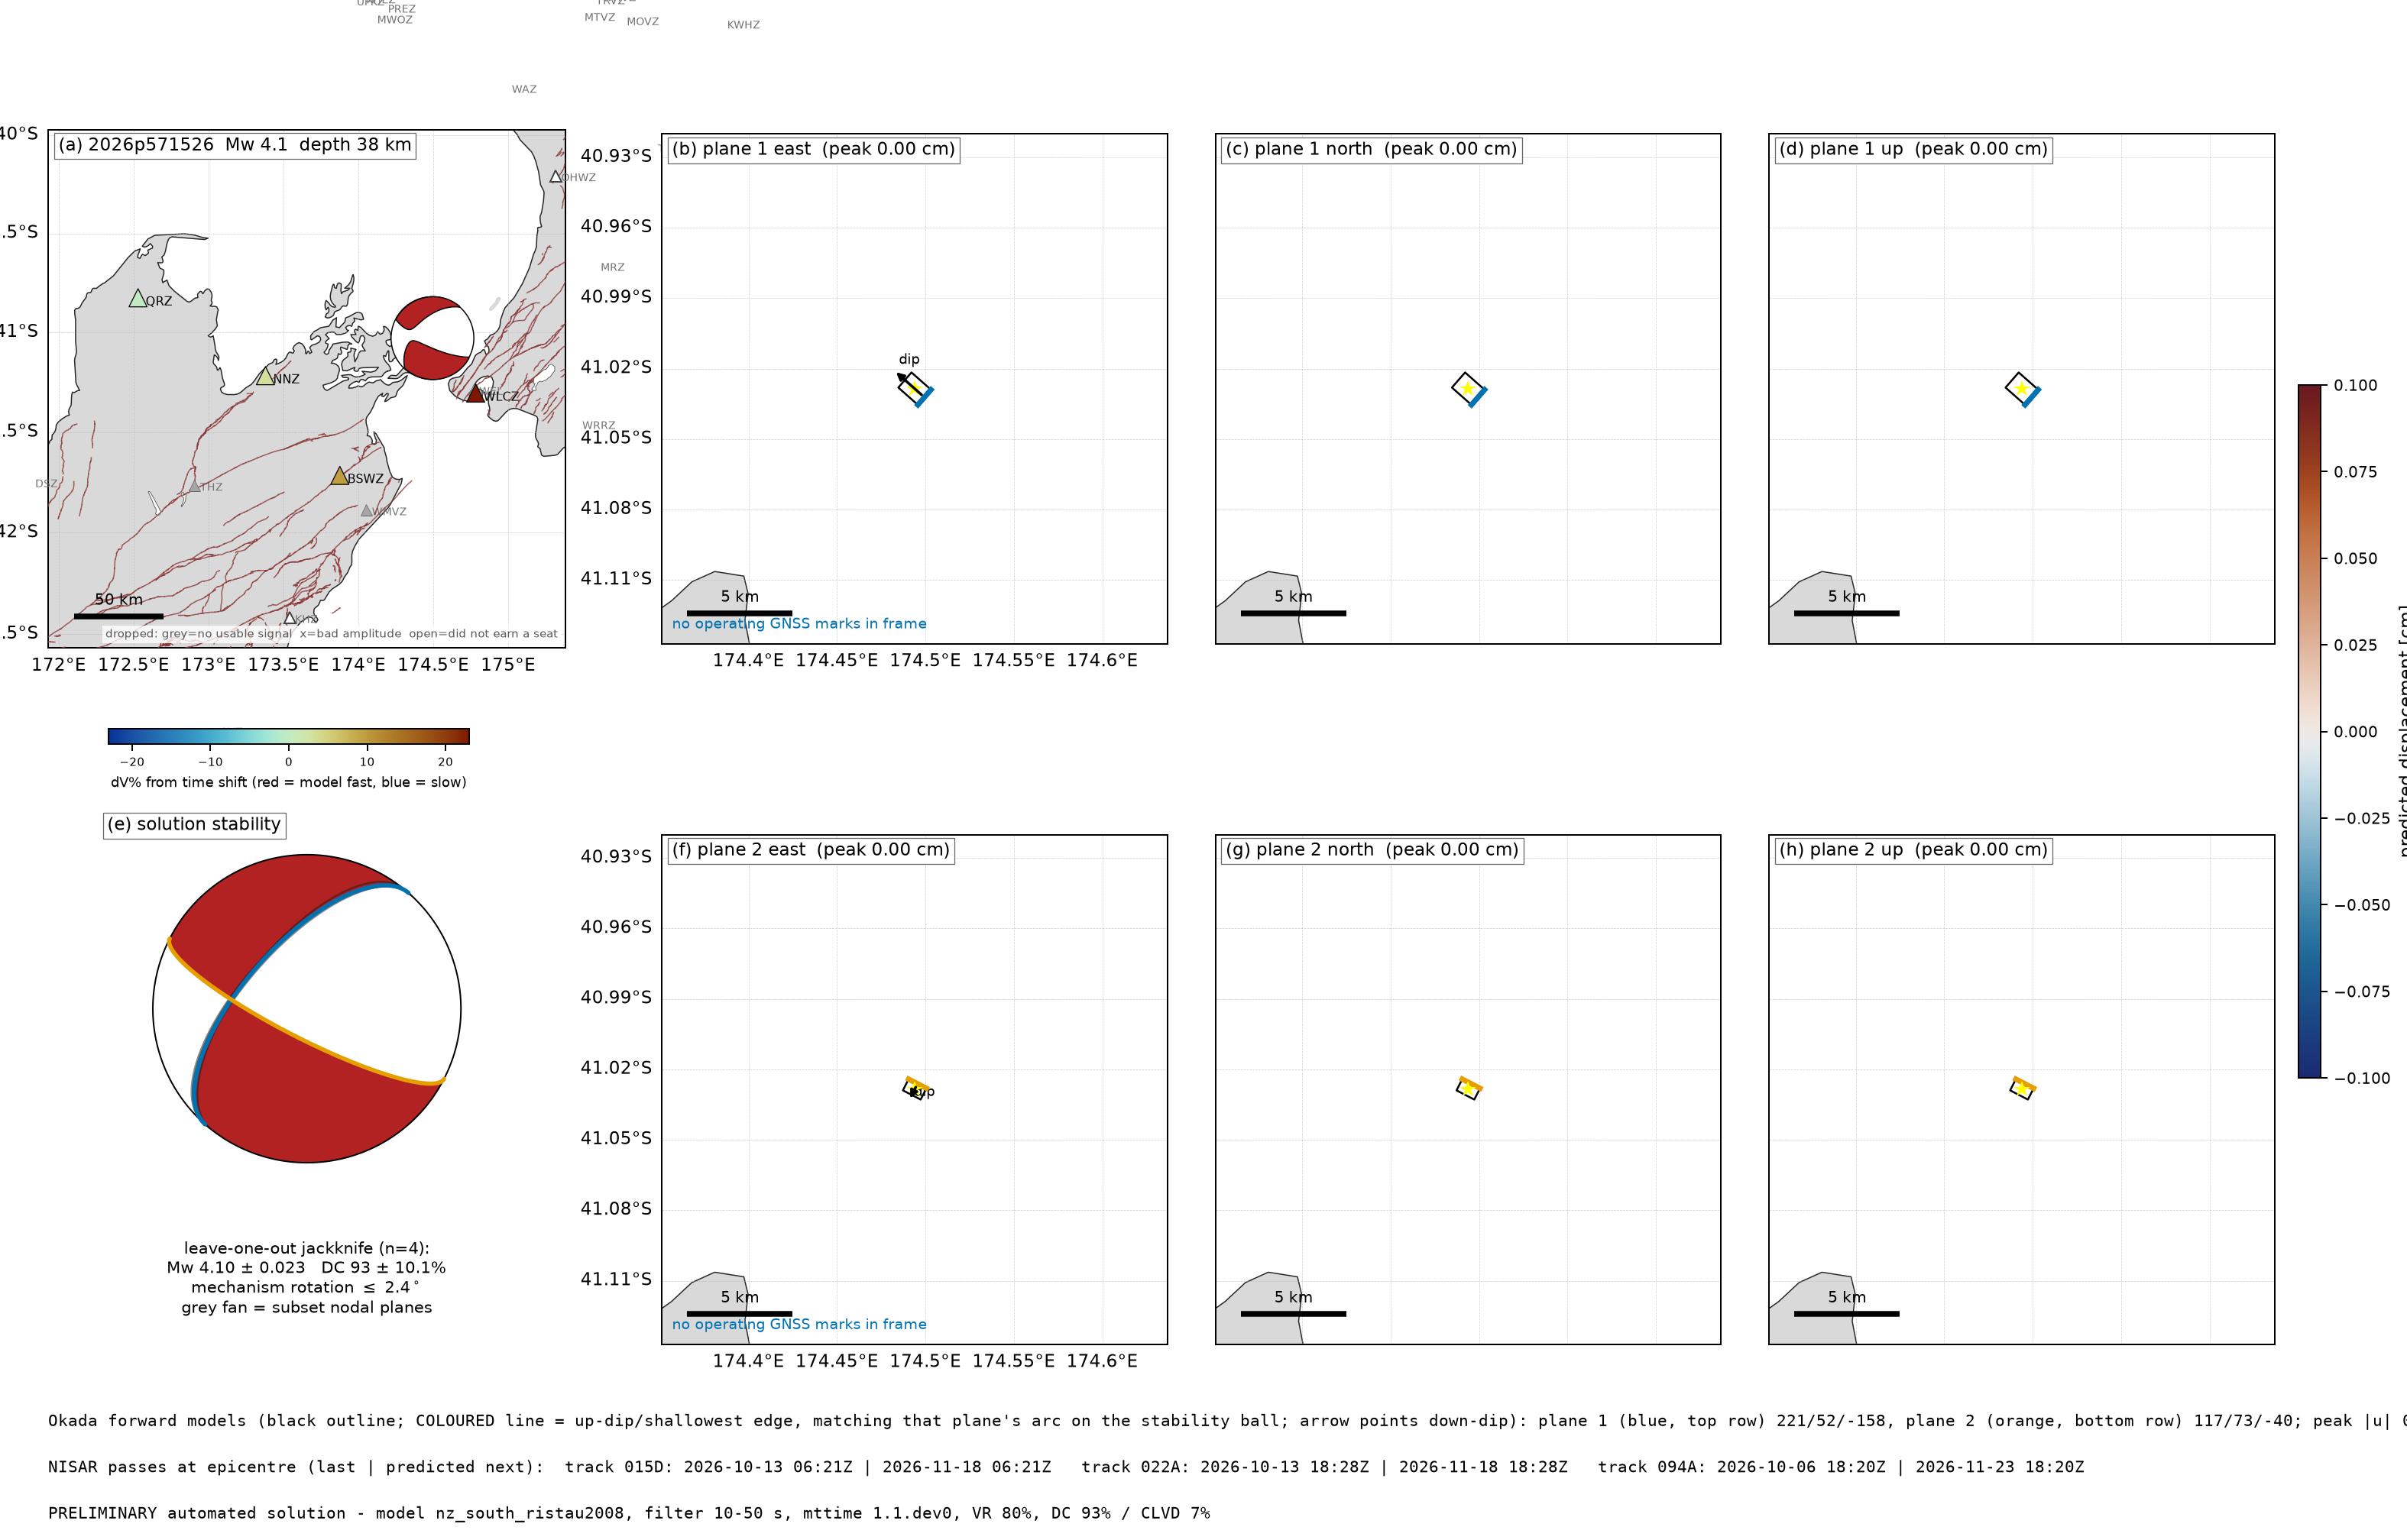 PREZ
MWOZ
MTVZ
MOVZ
KWHZ
WAZ
(a) 2026p571526  Mw 4.1  depth 38 km
40°S
.5°S
41°S
.5°S
42°S
.5°S
OHWZ
MRZ
QRZ
NNZ
WLCZ
WRRZ
DSZ
THZ
BSWZ
WMVZ
50 km
dropped: grey=no usable signal  x=bad amplitude  open=did not earn a seat
172°E 172.5°E 173°E 173.5°E 174°E 174.5°E 175°E
−20 −10 0 10 20
dV% from time shift (red = model fast, blue = slow)
(b) plane 1 east  (peak 0.00 cm)
40.93°S
40.96°S
40.99°S
41.02°S
41.05°S
41.08°S
41.11°S
dip
5 km
no operating GNSS marks in frame
174.4°E 174.45°E 174.5°E 174.55°E 174.6°E
(c) plane 1 north  (peak 0.00 cm)
5 km
(d) plane 1 up  (peak 0.00 cm)
5 km
0.100
0.075
0.050
0.025
0.000
−0.025
−0.050
−0.075
−0.100
predicted displacement [cm]
(e) solution stability
leave-one-out jackknife (n=4):
Mw 4.10 ± 0.023   DC 93 ± 10.1%
mechanism rotation ≤ 2.4°
grey fan = subset nodal planes
(f) plane 2 east  (peak 0.00 cm)
40.93°S
40.96°S
40.99°S
41.02°S
41.05°S
41.08°S
41.11°S
5 km
no operating GNSS marks in frame
174.4°E 174.45°E 174.5°E 174.55°E 174.6°E
(g) plane 2 north  (peak 0.00 cm)
5 km
(h) plane 2 up  (peak 0.00 cm)
5 km
Okada forward models (black outline; COLOURED line = up-dip/shallowest edge, matching that plane's arc on the stability ball; arrow points down-dip): plane 1 (blue, top row) 221/52/-158, plane 2 (orange, bottom row) 117/73/-40; peak |u|
NISAR passes at epicentre (last | predicted next):  track 015D: 2026-10-13 06:21Z | 2026-11-18 06:21Z   track 022A: 2026-10-13 18:28Z | 2026-11-18 18:28Z   track 094A: 2026-10-06 18:20Z | 2026-11-23 18:20Z
PRELIMINARY automated solution - model nz_south_ristau2008, filter 10-50 s, mttime 1.1.dev0, VR 80%, DC 93% / CLVD 7%